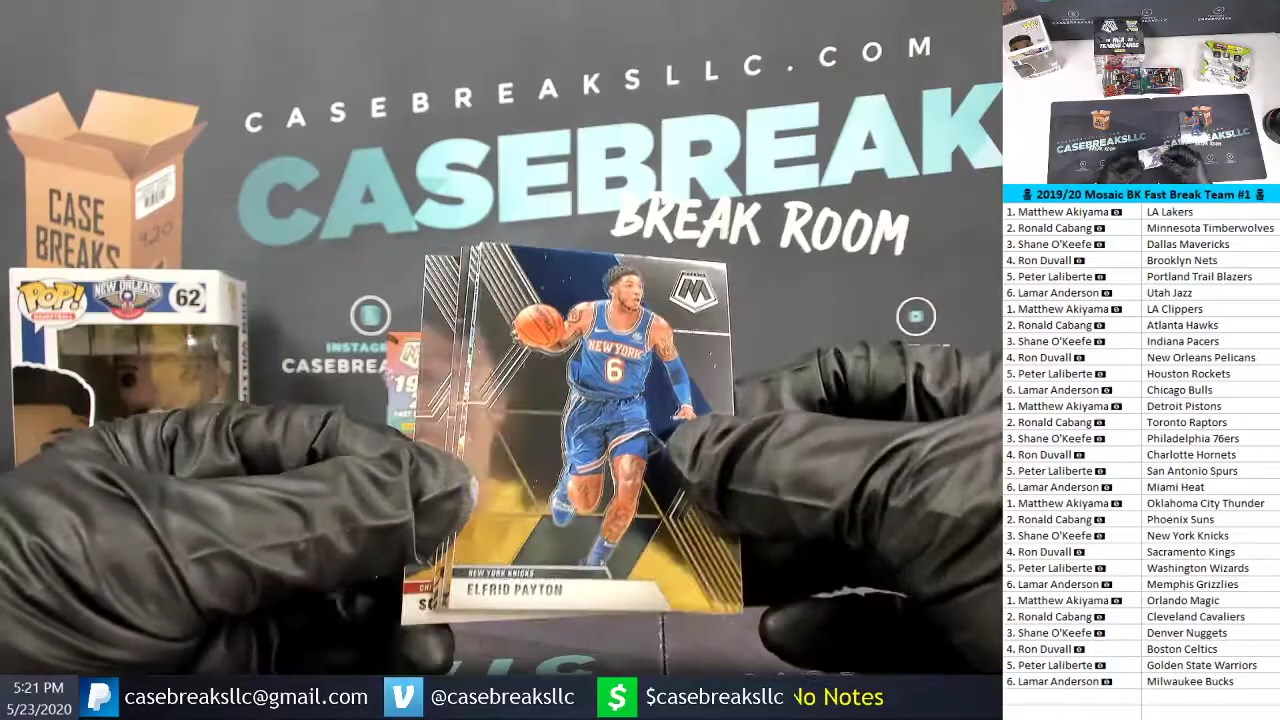 CASEBREAKSLLC.COM
CASEBREAK
BREAK ROOM
CASE
BREAKS
920
POP!
BASKETBALL
NEW ORLEANS
62
INSTAG
CASEBREA
MOSAIC
NEW YORK
6
NEW YORK KNICKS
ELFRID PAYTON
CASEBREAKSLLC
BREAK ROOM
2019/20 Mosaic BK Fast Break Team #1
1. Matthew Akiyama LA Lakers
2. Ronald Cabang Minnesota Timberwolves
3. Shane O'Keefe Dallas Mavericks
4. Ron Duvall Brooklyn Nets
5. Peter Laliberte Portland Trail Blazers
6. Lamar Anderson Utah Jazz
1. Matthew Akiyama LA Clippers
2. Ronald Cabang Atlanta Hawks
3. Shane O'Keefe Indiana Pacers
4. Ron Duvall New Orleans Pelicans
5. Peter Laliberte Houston Rockets
6. Lamar Anderson Chicago Bulls
1. Matthew Akiyama Detroit Pistons
2. Ronald Cabang Toronto Raptors
3. Shane O'Keefe Philadelphia 76ers
4. Ron Duvall Charlotte Hornets
5. Peter Laliberte San Antonio Spurs
6. Lamar Anderson Miami Heat
1. Matthew Akiyama Oklahoma City Thunder
2. Ronald Cabang Phoenix Suns
3. Shane O'Keefe New York Knicks
4. Ron Duvall Sacramento Kings
5. Peter Laliberte Washington Wizards
6. Lamar Anderson Memphis Grizzlies
1. Matthew Akiyama Orlando Magic
2. Ronald Cabang Cleveland Cavaliers
3. Shane O'Keefe Denver Nuggets
4. Ron Duvall Boston Celtics
5. Peter Laliberte Golden State Warriors
6. Lamar Anderson Milwaukee Bucks
5:21 PM
5/23/2020
casebreaksllc@gmail.com
@casebreaksllc
$casebreaksllc
No Notes